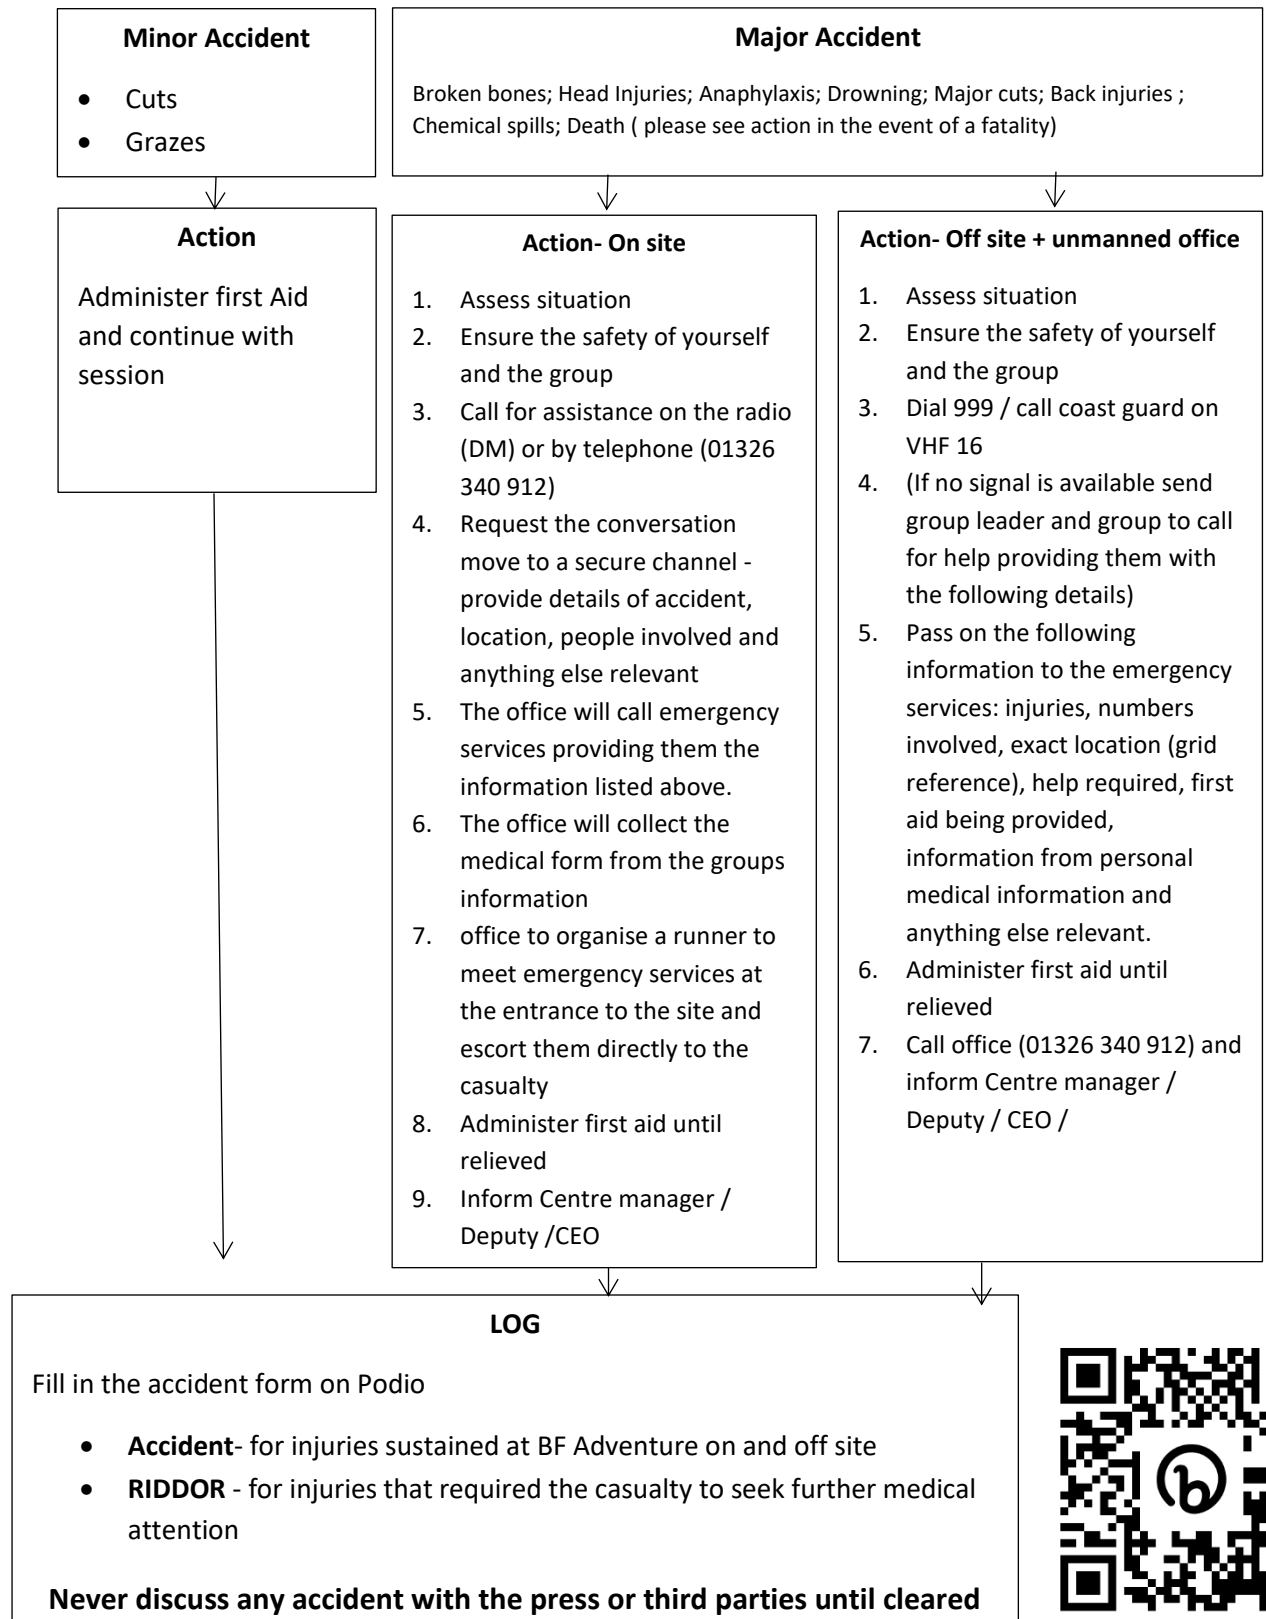 Minor Accident
• Cuts
• Grazes
Major Accident
Broken bones; Head Injuries; Anaphylaxis; Drowning; Major cuts; Back injuries ;
Chemical spills; Death ( please see action in the event of a fatality)
Action
Administer first Aid
and continue with
session
Action- On site
1. Assess situation
2. Ensure the safety of yourself
and the group
3. Call for assistance on the radio
(DM) or by telephone (01326
340 912)
4. Request the conversation
move to a secure channel -
provide details of accident,
location, people involved and
anything else relevant
5. The office will call emergency
services providing them the
information listed above.
6. The office will collect the
medical form from the groups
information
7. office to organise a runner to
meet emergency services at
the entrance to the site and
escort them directly to the
casualty
8. Administer first aid until
relieved
9. Inform Centre manager /
Deputy /CEO
Action- Off site + unmanned office
1. Assess situation
2. Ensure the safety of yourself
and the group
3. Dial 999 / call coast guard on
VHF 16
4. (If no signal is available send
group leader and group to call
for help providing them with
the following details)
5. Pass on the following
information to the emergency
services: injuries, numbers
involved, exact location (grid
reference), help required, first
aid being provided,
information from personal
medical information and
anything else relevant.
6. Administer first aid until
relieved
7. Call office (01326 340 912) and
inform Centre manager /
Deputy / CEO /
LOG
Fill in the accident form on Podio
• Accident- for injuries sustained at BF Adventure on and off site
• RIDDOR - for injuries that required the casualty to seek further medical
attention
Never discuss any accident with the press or third parties until cleared